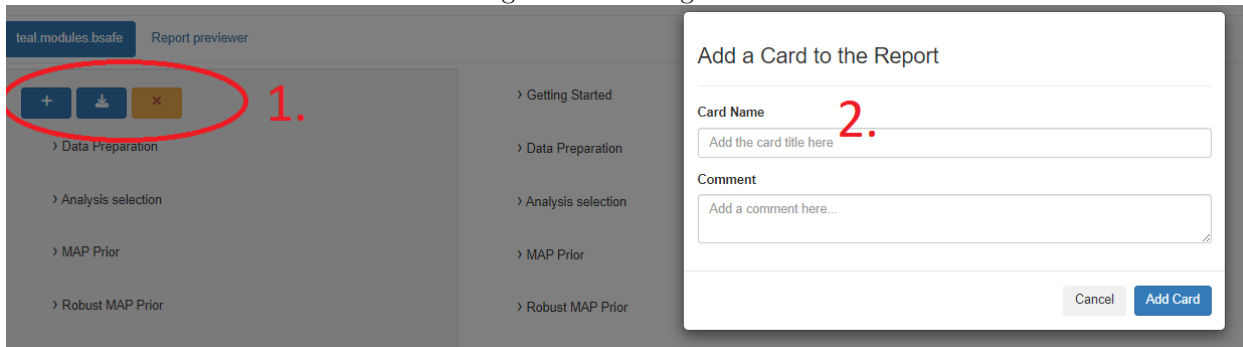 teal.modules.bsafe
Report previewer
+
×
1.
› Data Preparation
› Analysis selection
› MAP Prior
› Robust MAP Prior
› Getting Started
› Data Preparation
› Analysis selection
› MAP Prior
› Robust MAP Prior
Add a Card to the Report
Card Name
2.
Add the card title here
Comment
Add a comment here...
Cancel
Add Card